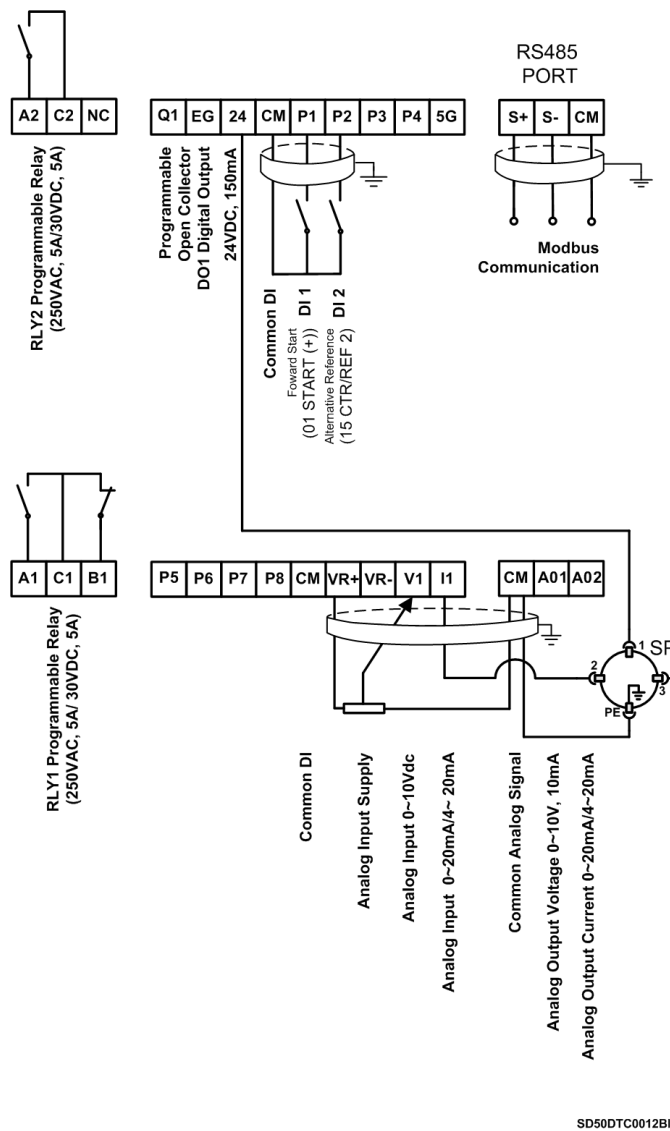 RS485
PORT
A2 C2 NC
Q1 EG 24 CM P1 P2 P3 P4 5G
S+ S- CM
RLY2 Programmable Relay
(250VAC, 5A/30VDC, 5A)
Programmable
Open Collector
DO1 Digital Output
24VDC, 150mA
Common DI
Foward Start
(01 START (+))
DI 1
Alternative Reference
(15 CTR/REF 2)
DI 2
Modbus
Communication
A1 C1 B1
P5 P6 P7 P8 CM VR+ VR- V1 I1
CM A01 A02
RLY1 Programmable Relay
(250VAC, 5A/ 30VDC, 5A)
1
2
3
PE
Common DI
Analog Input Supply
Analog Input 0~10Vdc
Analog Input 0~20mA/4~ 20mA
Common Analog Signal
Analog Output Voltage 0~10V, 10mA
Analog Output Current 0~20mA/4~20mA